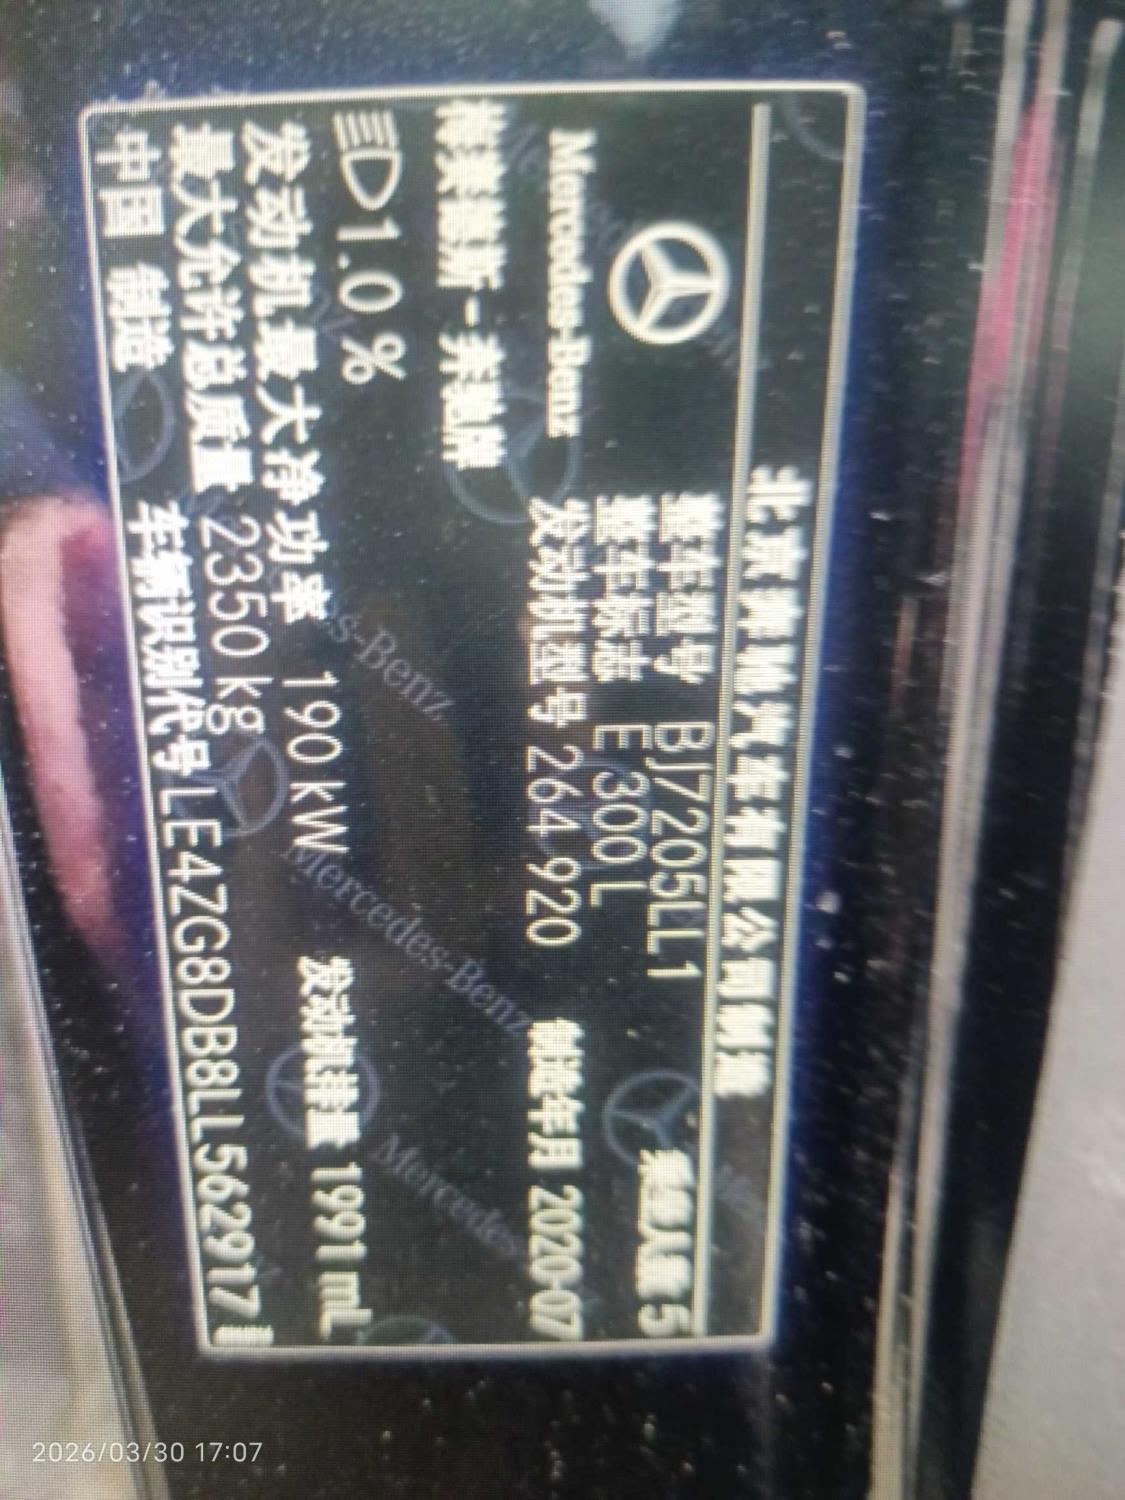 北京奔驰汽车有限公司制造
整车型号 BJ7205LL1 乘坐人数 5
整车标志 E 300 L
Mercedes-Benz 发动机型号 264 920 制造年月 2020-07
梅赛德斯-奔驰
1.0%
发动机最大净功率 190 kW 发动机排量 1991 mL
最大允许总质量 2350 kg
中国 制造 车辆识别代号 LE4ZG8DB8LL562917
2026/03/30 17:07